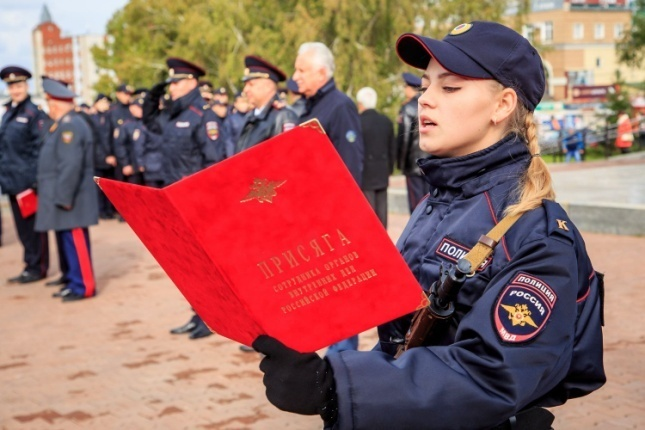 ПРИСЯГА
СОТРУДНИКА ОРГАНОВ
ВНУТРЕННИХ ДЕЛ
РОССИЙСКОЙ ФЕДЕРАЦИИ
К
ПОЛИЦИЯ
РОССИЯ
МВД